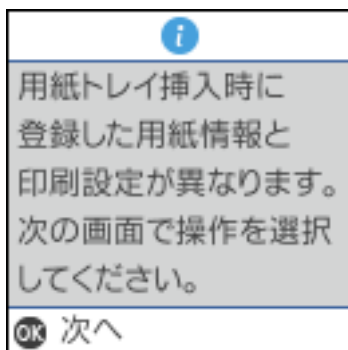 i
用紙トレイ挿入時に
登録した用紙情報と
印刷設定が異なります。
次の画面で操作を選択
してください。
OK 次へ